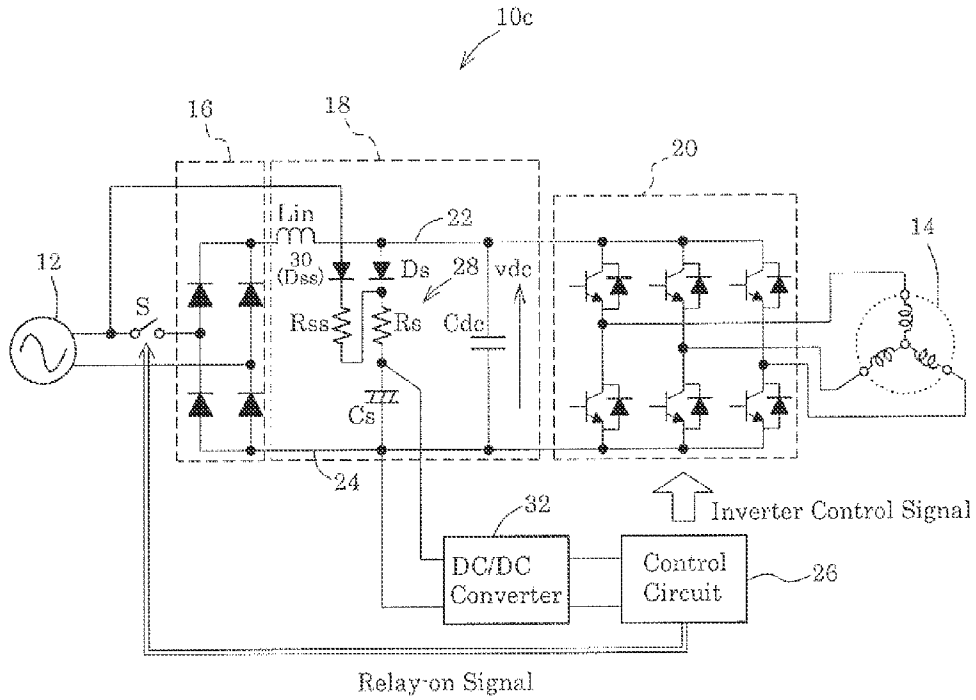 10c
16
18
20
Lin
22
12
30
(Dss)
Ds
28
vdc
14
S
Rss
Rs
Cdc
Cs
24
Inverter Control Signal
32
DC/DC
Converter
Control
Circuit
26
Relay-on Signal